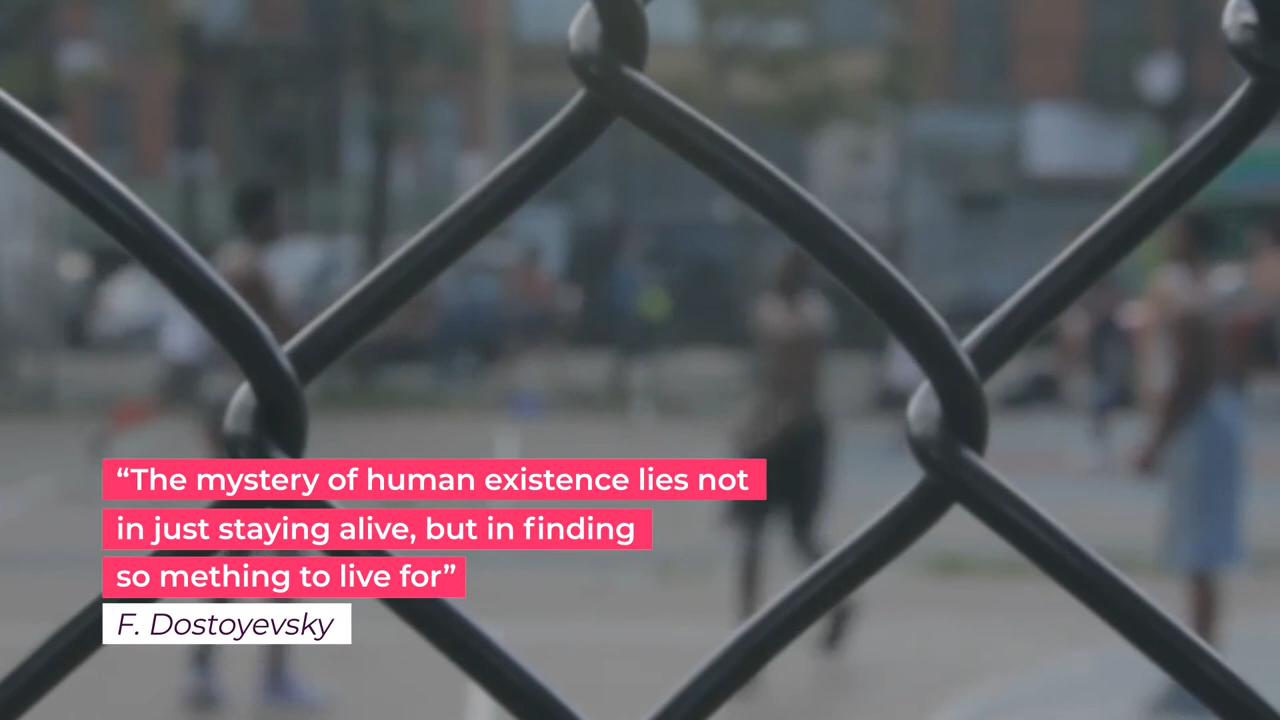 “The mystery of human existence lies not
in just staying alive, but in finding
so mething to live for”
F. Dostoyevsky